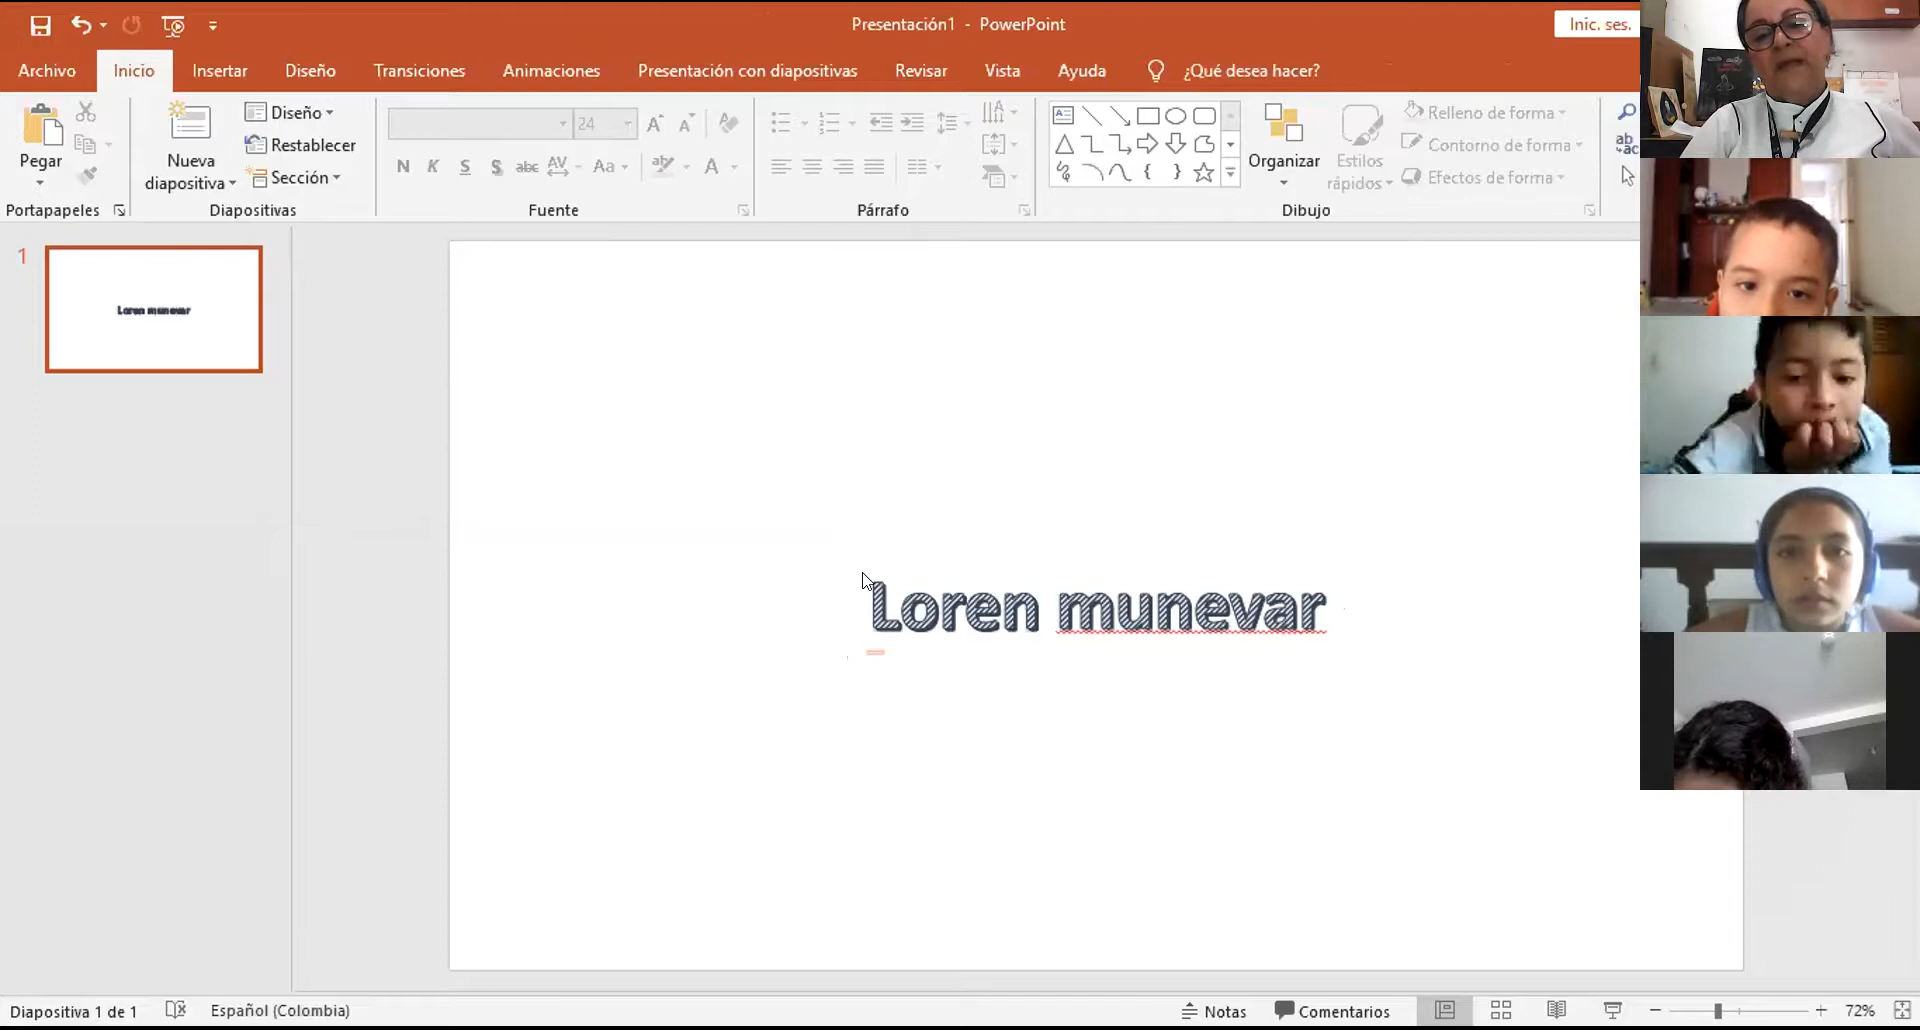 Presentación1 - PowerPoint
Inic. ses.
Archivo Inicio Insertar Diseño Transiciones Animaciones Presentación con diapositivas Revisar Vista Ayuda ¿Qué desea hacer?
Pegar
Nueva diapositiva
Diseño
Restablecer
Sección
24
N K S S abc AV Aa A
Organizar
Estilos rápidos
Relleno de forma
Contorno de forma
Efectos de forma
Portapapeles Diapositivas Fuente Párrafo Dibujo
1
Loren munevar
Loren munevar
Diapositiva 1 de 1 Español (Colombia) Notas Comentarios 72%